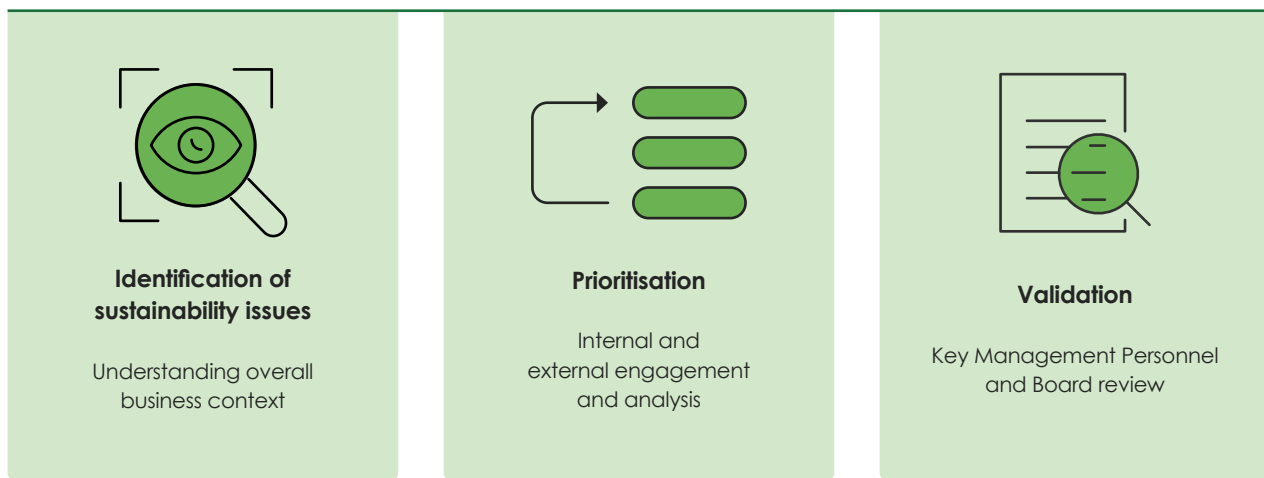 Identification of
sustainability issues
Understanding overall
business context
Prioritisation
Internal and
external engagement
and analysis
Validation
Key Management Personnel
and Board review